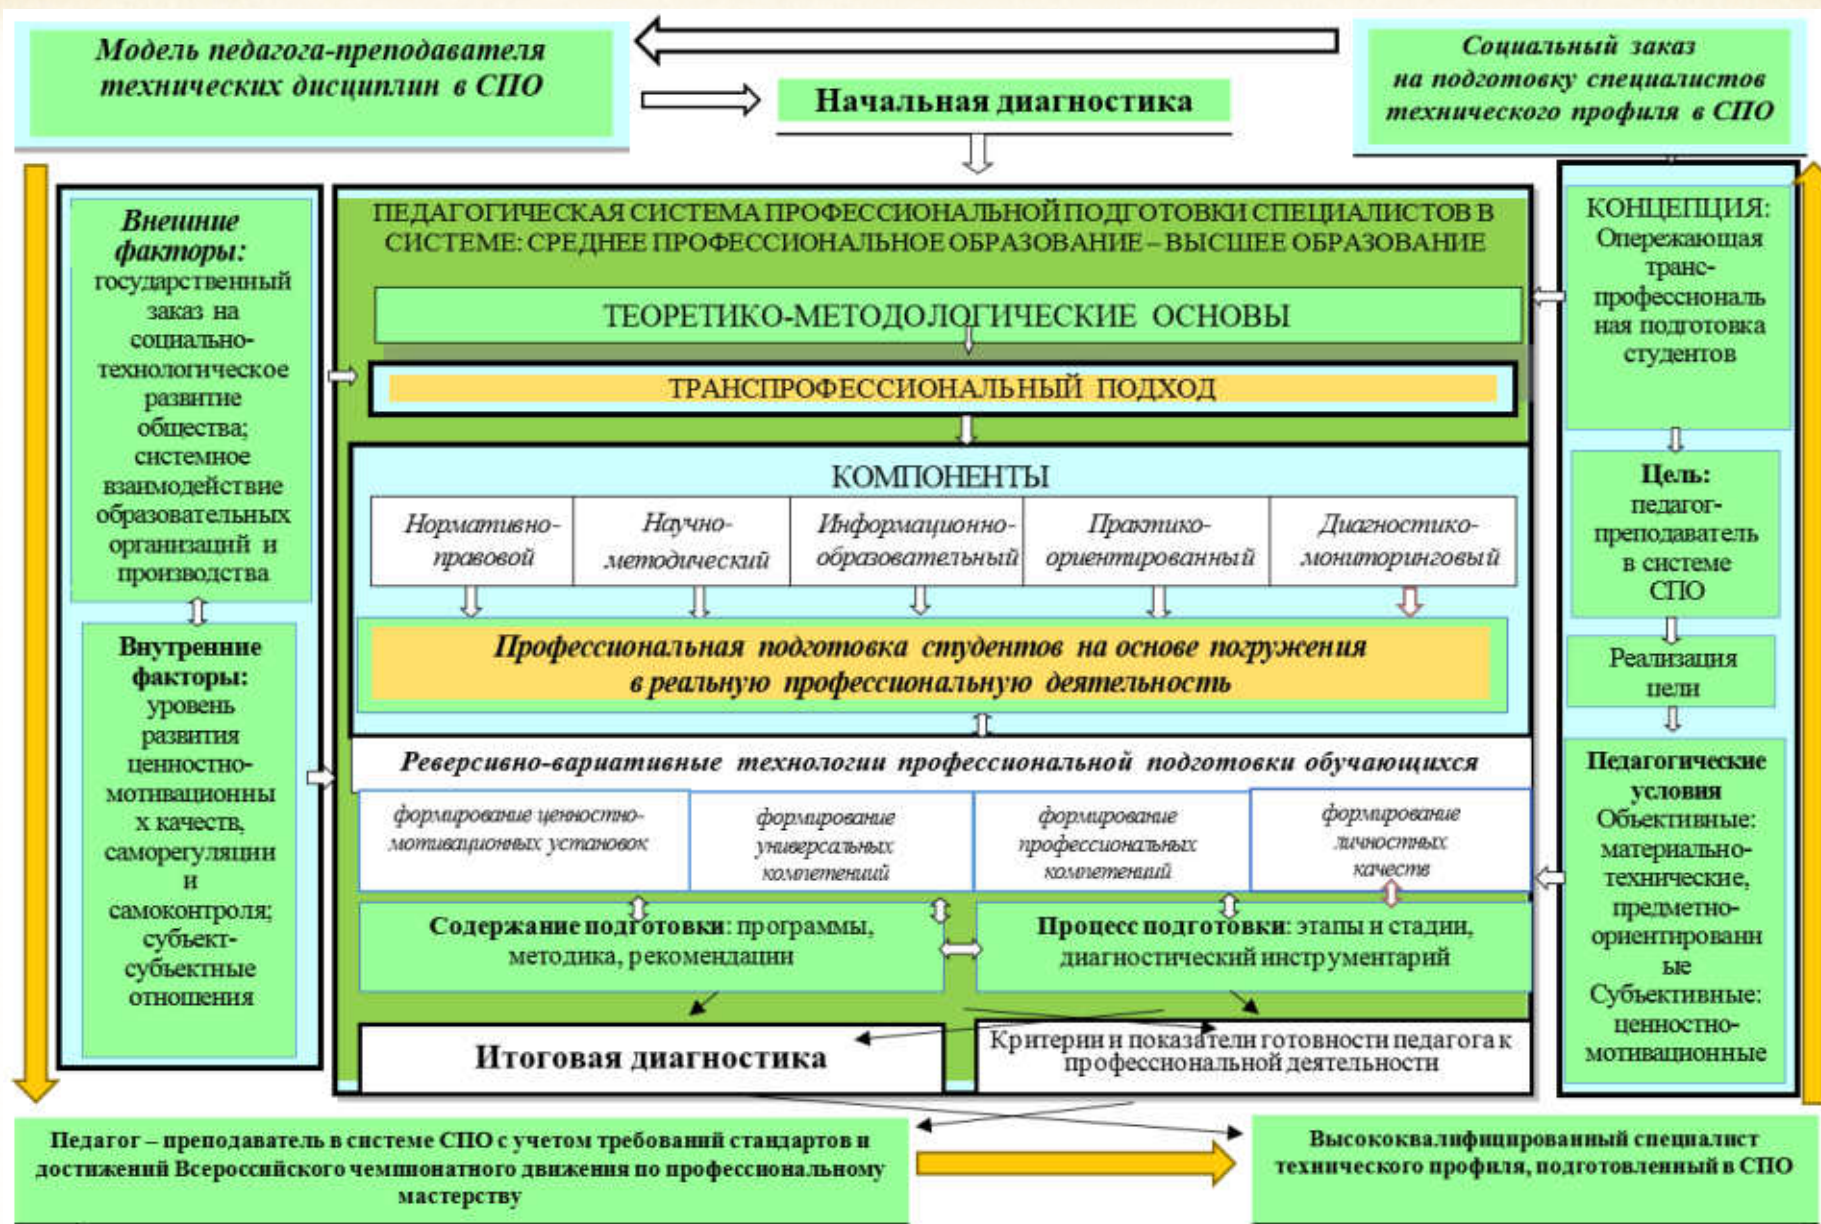 Модель педагога-преподавателя
технических дисциплин в СПО
Начальная диагностика
Социальный заказ
на подготовку специалистов
технического профиля в СПО
Внешние
факторы:
государственный
заказ на
социально-
технологическое
развитие
общества;
системное
взаимодействие
образовательных
организаций и
производства
Внутренние
факторы:
уровень
развития
ценностно-
мотивационны
х качеств,
саморегуляции
и
самоконтроля;
субъект-
субъектные
отношения
ПЕДАГОГИЧЕСКАЯ СИСТЕМА ПРОФЕССИОНАЛЬНОЙ ПОДГОТОВКИ СПЕЦИАЛИСТОВ В
СИСТЕМЕ: СРЕДНЕЕ ПРОФЕССИОНАЛЬНОЕ ОБРАЗОВАНИЕ – ВЫСШЕЕ ОБРАЗОВАНИЕ
ТЕОРЕТИКО-МЕТОДОЛОГИЧЕСКИЕ ОСНОВЫ
ТРАНСПРОФЕССИОНАЛЬНЫЙ ПОДХОД
КОМПОНЕНТЫ
Нормативно-
правовой
Научно-
методический
Информационно-
образовательный
Практико-
ориентированный
Диагностико-
мониторинговый
Профессиональная подготовка студентов на основе погружения
в реальную профессиональную деятельность
Реверсивно-вариативные технологии профессиональной подготовки обучающихся
формирование ценностно-
мотивационных установок
формирование
универсальных
компетенций
формирование
профессиональных
компетенций
формирование
личностных
качеств
Содержание подготовки: программы,
методика, рекомендации
Процесс подготовки: этапы и стадии,
диагностический инструментарий
Итоговая диагностика
Критерии и показатели готовности педагога к
профессиональной деятельности
КОНЦЕПЦИЯ:
Опережающая
транс-
профессиональ
ная подготовка
студентов
Цель:
педагог-
преподаватель
в системе
СПО
Реализация
цели
Педагогические
условия
Объективные:
материально-
технические,
предметно-
ориентированн
ые
Субъективные:
ценностно-
мотивационные
Педагог – преподаватель в системе СПО с учетом требований стандартов и
достижений Всероссийского чемпионатного движения по профессиональному
мастерству
Высококвалифицированный специалист
технического профиля, подготовленный в СПО